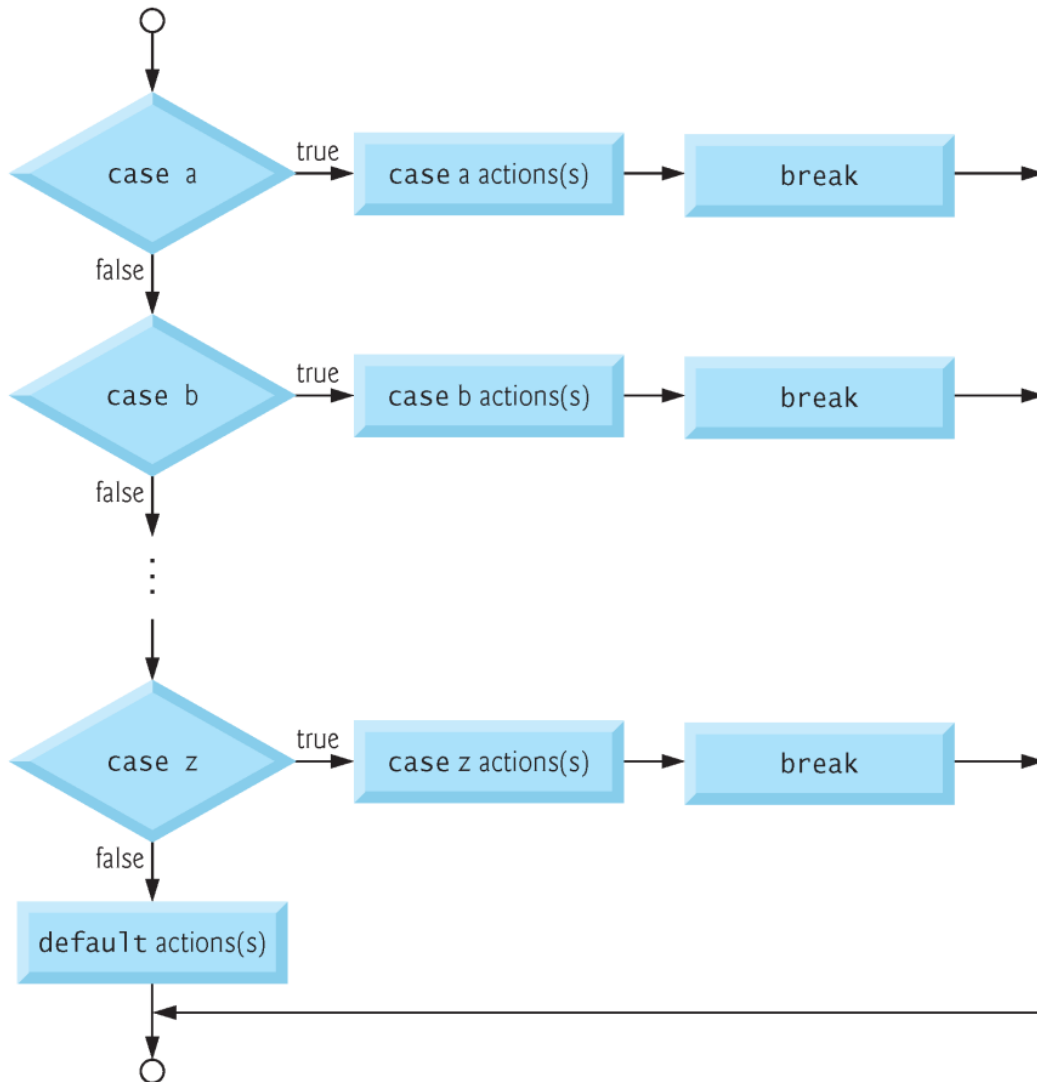 case a
true
case a actions(s)
break
false
case b
true
case b actions(s)
break
false
case z
true
case z actions(s)
break
false
default actions(s)